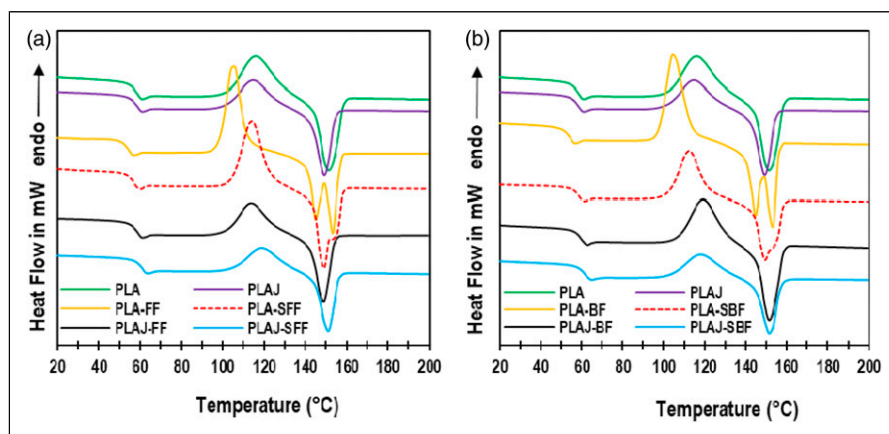 (a)
Heat Flow in mW endo
PLA
PLAJ
PLA-FF
PLA-SFF
PLAJ-FF
PLAJ-SFF
20 40 60 80 100 120 140 160 180 200
Temperature (°C)
(b)
Heat Flow in mW endo
PLA
PLAJ
PLA-BF
PLA-SBF
PLAJ-BF
PLAJ-SBF
20 40 60 80 100 120 140 160 180 200
Temperature (°C)